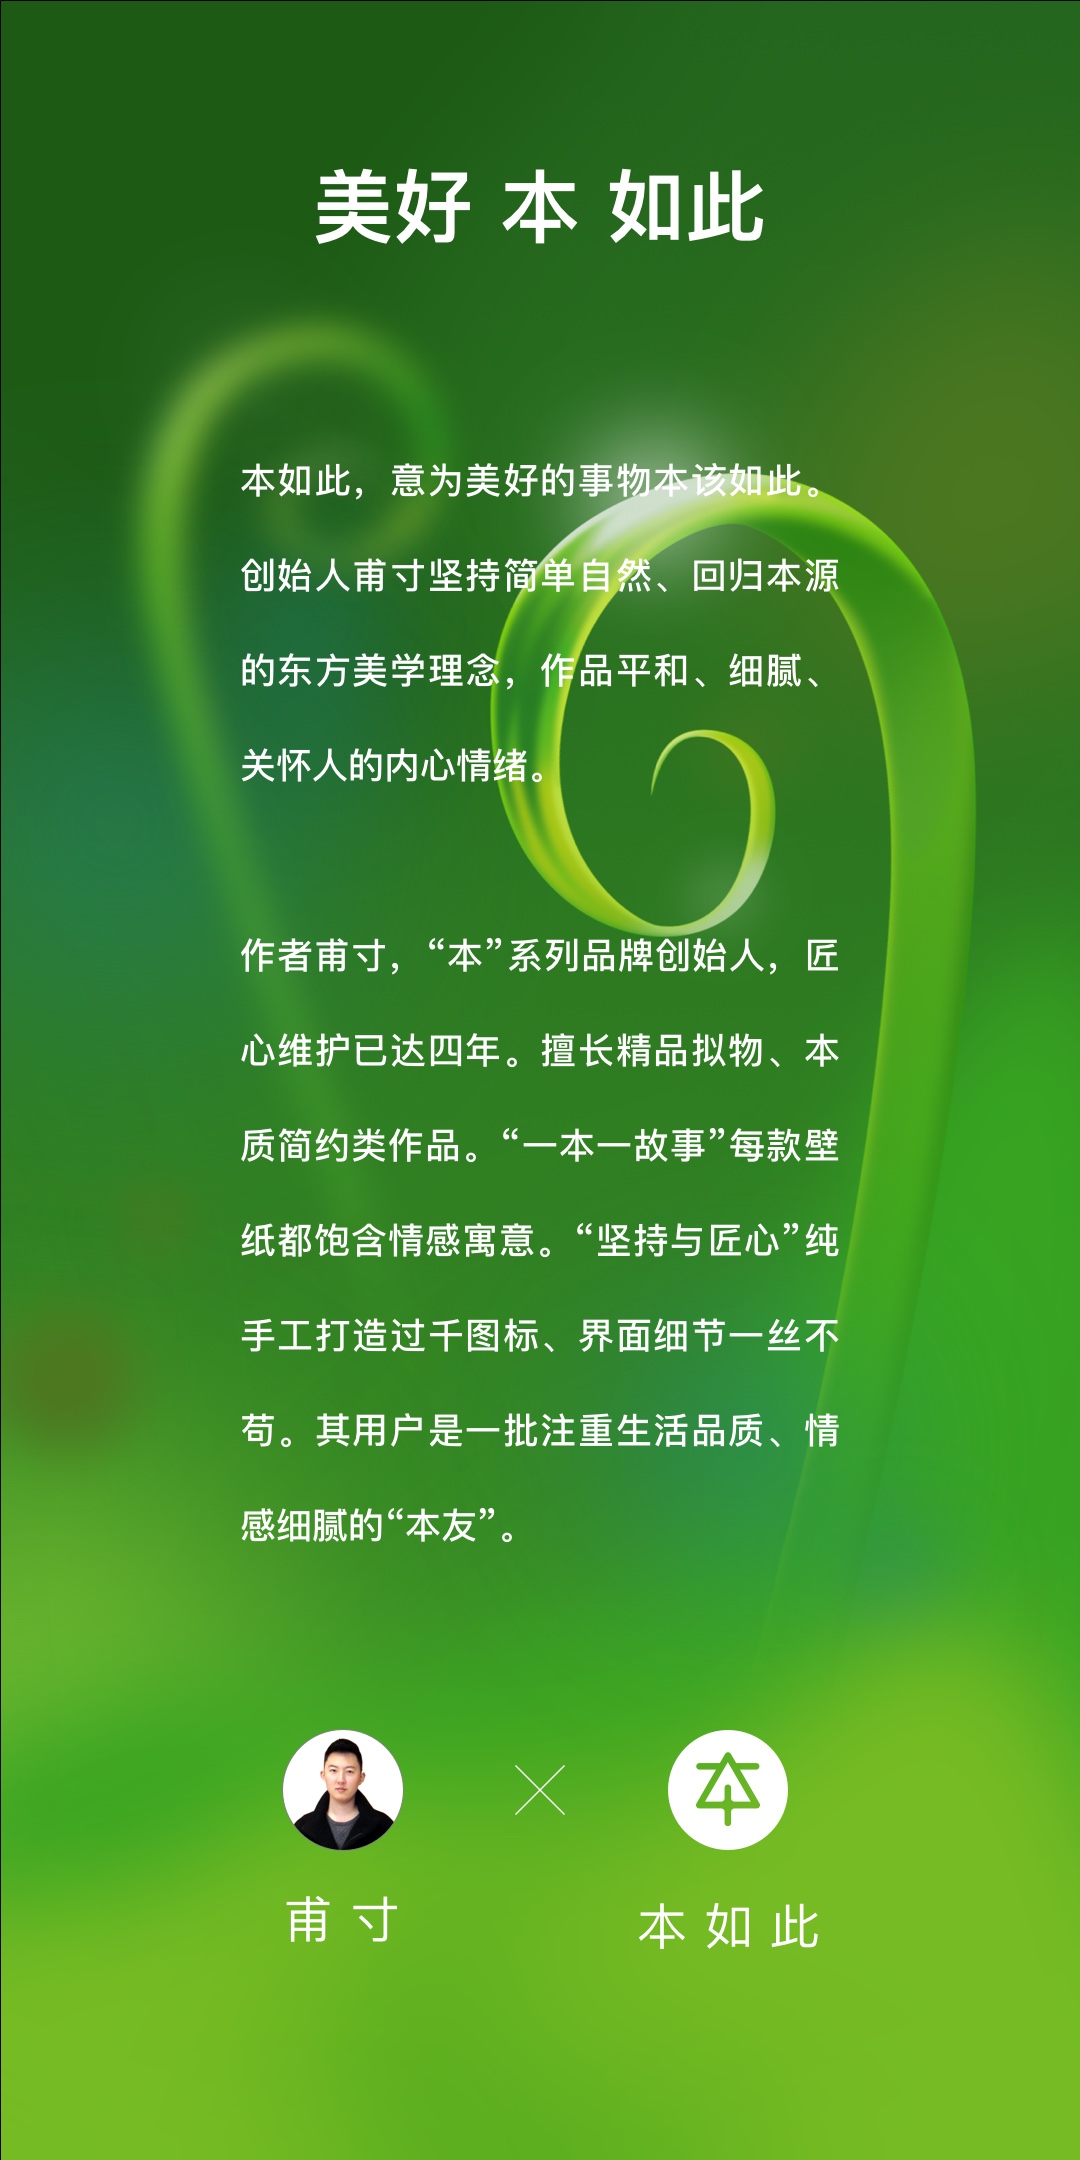 美好 本 如此
本如此，意为美好的事物本该如此。
创始人甫寸坚持简单自然、回归本源
的东方美学理念，作品平和、细腻、
关怀人的内心情绪。
作者甫寸，“本”系列品牌创始人，匠
心维护已达四年。擅长精品拟物、本
质简约类作品。“一本一故事”每款壁
纸都饱含情感寓意。“坚持与匠心”纯
手工打造过千图标、界面细节一丝不
苟。其用户是一批注重生活品质、情
感细腻的“本友”。
甫寸
本如此